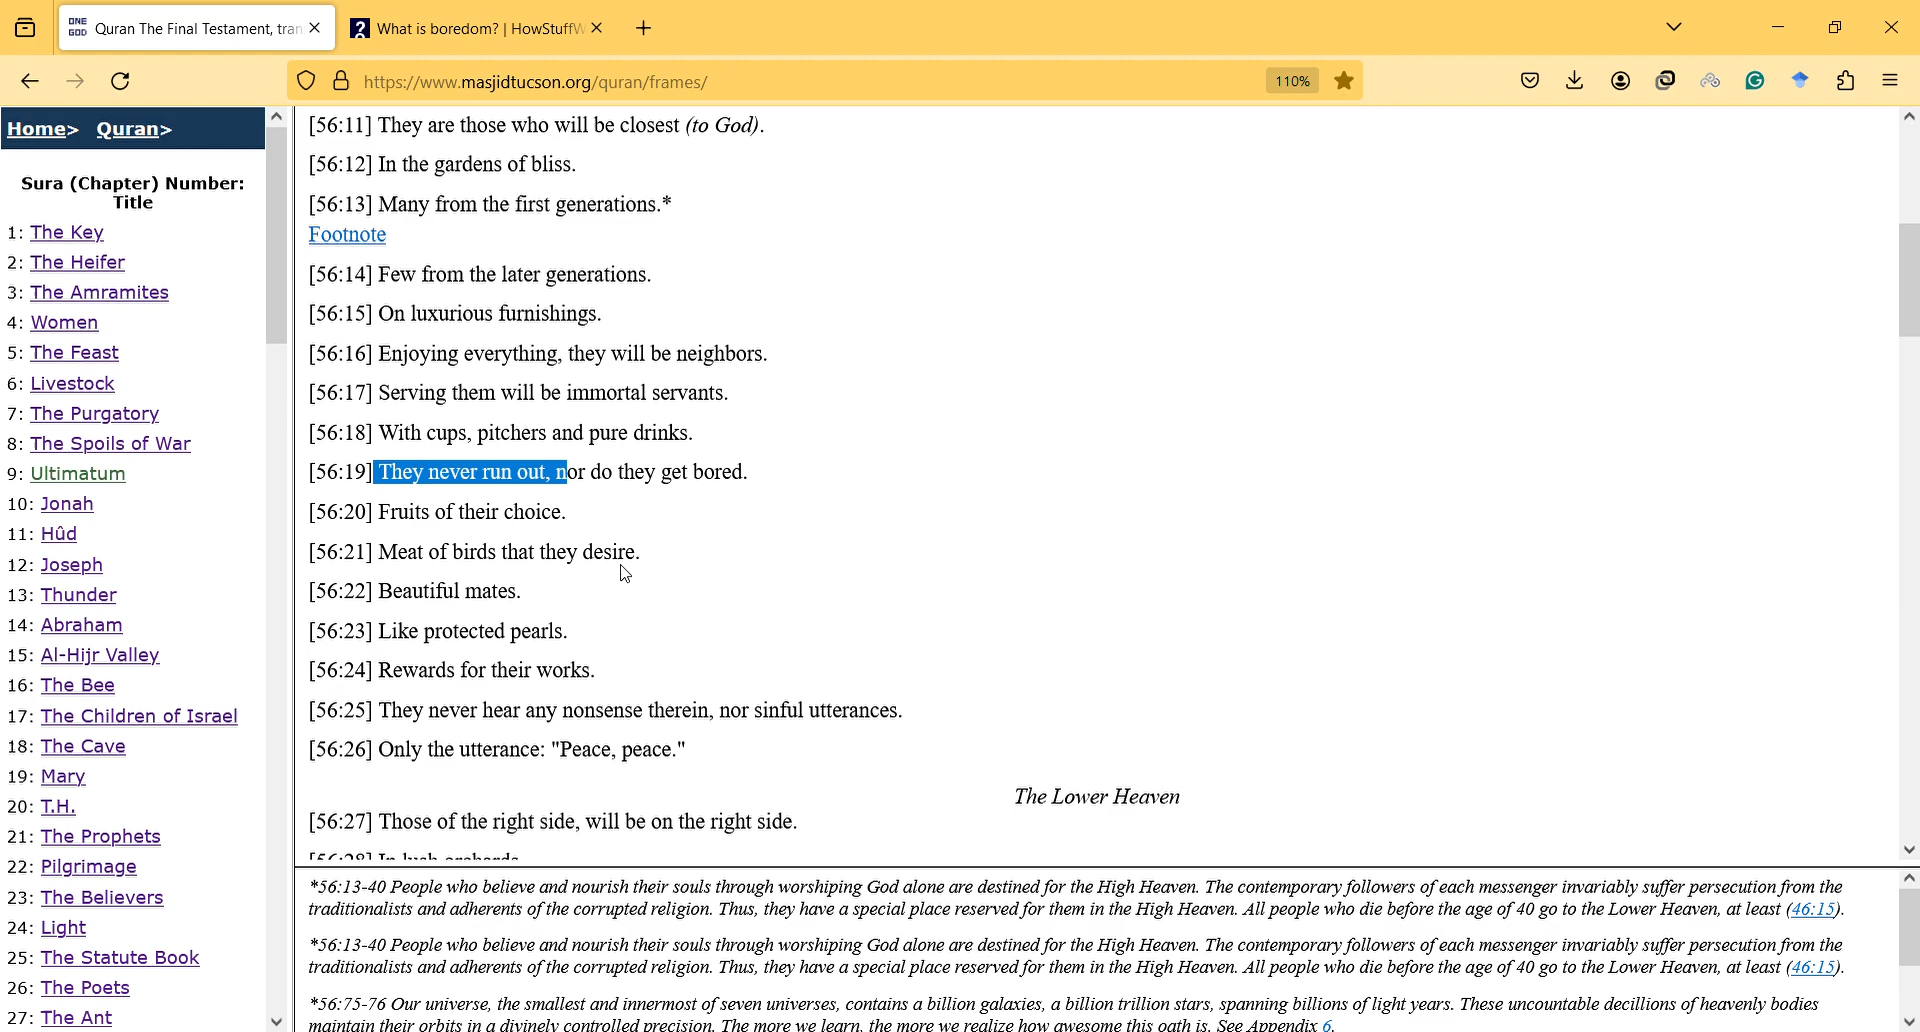 ONE
GOD
Quran The Final Testament, tran
What is boredom? | HowStuffW
https://www.masjidtucson.org/quran/frames/
110%
Home> Quran>
Sura (Chapter) Number:
Title
1: The Key
2: The Heifer
3: The Amramites
4: Women
5: The Feast
6: Livestock
7: The Purgatory
8: The Spoils of War
9: Ultimatum
10: Jonah
11: Hûd
12: Joseph
13: Thunder
14: Abraham
15: Al-Hijr Valley
16: The Bee
17: The Children of Israel
18: The Cave
19: Mary
20: T.H.
21: The Prophets
22: Pilgrimage
23: The Believers
24: Light
25: The Statute Book
26: The Poets
27: The Ant
[56:11] They are those who will be closest (to God).
[56:12] In the gardens of bliss.
[56:13] Many from the first generations.*
Footnote
[56:14] Few from the later generations.
[56:15] On luxurious furnishings.
[56:16] Enjoying everything, they will be neighbors.
[56:17] Serving them will be immortal servants.
[56:18] With cups, pitchers and pure drinks.
[56:19] They never run out, nor do they get bored.
[56:20] Fruits of their choice.
[56:21] Meat of birds that they desire.
[56:22] Beautiful mates.
[56:23] Like protected pearls.
[56:24] Rewards for their works.
[56:25] They never hear any nonsense therein, nor sinful utterances.
[56:26] Only the utterance: "Peace, peace."
The Lower Heaven
[56:27] Those of the right side, will be on the right side.
[56:28] In lush orchards
*56:13-40 People who believe and nourish their souls through worshiping God alone are destined for the High Heaven. The contemporary followers of each messenger invariably suffer persecution from the
traditionalists and adherents of the corrupted religion. Thus, they have a special place reserved for them in the High Heaven. All people who die before the age of 40 go to the Lower Heaven, at least (46:15).
*56:13-40 People who believe and nourish their souls through worshiping God alone are destined for the High Heaven. The contemporary followers of each messenger invariably suffer persecution from the
traditionalists and adherents of the corrupted religion. Thus, they have a special place reserved for them in the High Heaven. All people who die before the age of 40 go to the Lower Heaven, at least (46:15).
*56:75-76 Our universe, the smallest and innermost of seven universes, contains a billion galaxies, a billion trillion stars, spanning billions of light years. These uncountable decillions of heavenly bodies
maintain their orbits in a divinely controlled precision. The more we learn, the more we realize how awesome this oath is. See Appendix 6.